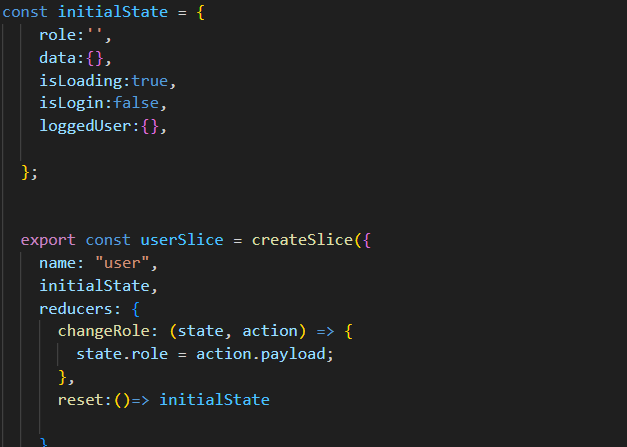 const initialState = {
role:'',
data:{},
isLoading:true,
isLogin:false,
loggedUser:{},
};
export const userSlice = createSlice({
name: "user",
initialState,
reducers: {
changeRole: (state, action) => {
state.role = action.payload;
},
reset:()=> initialState
}